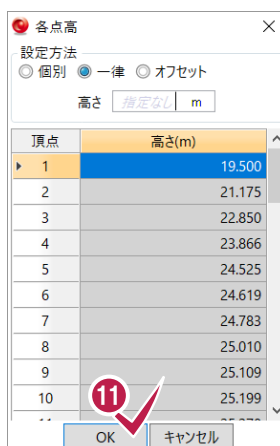 各点高
設定方法
個別 一律 オフセット
高さ 指定なし m
頂点 高さ(m)
1 19.500
2 21.175
3 22.850
4 23.866
5 24.525
6 24.619
7 24.783
8 25.010
9 25.109
10 25.199
11
OK キャンセル